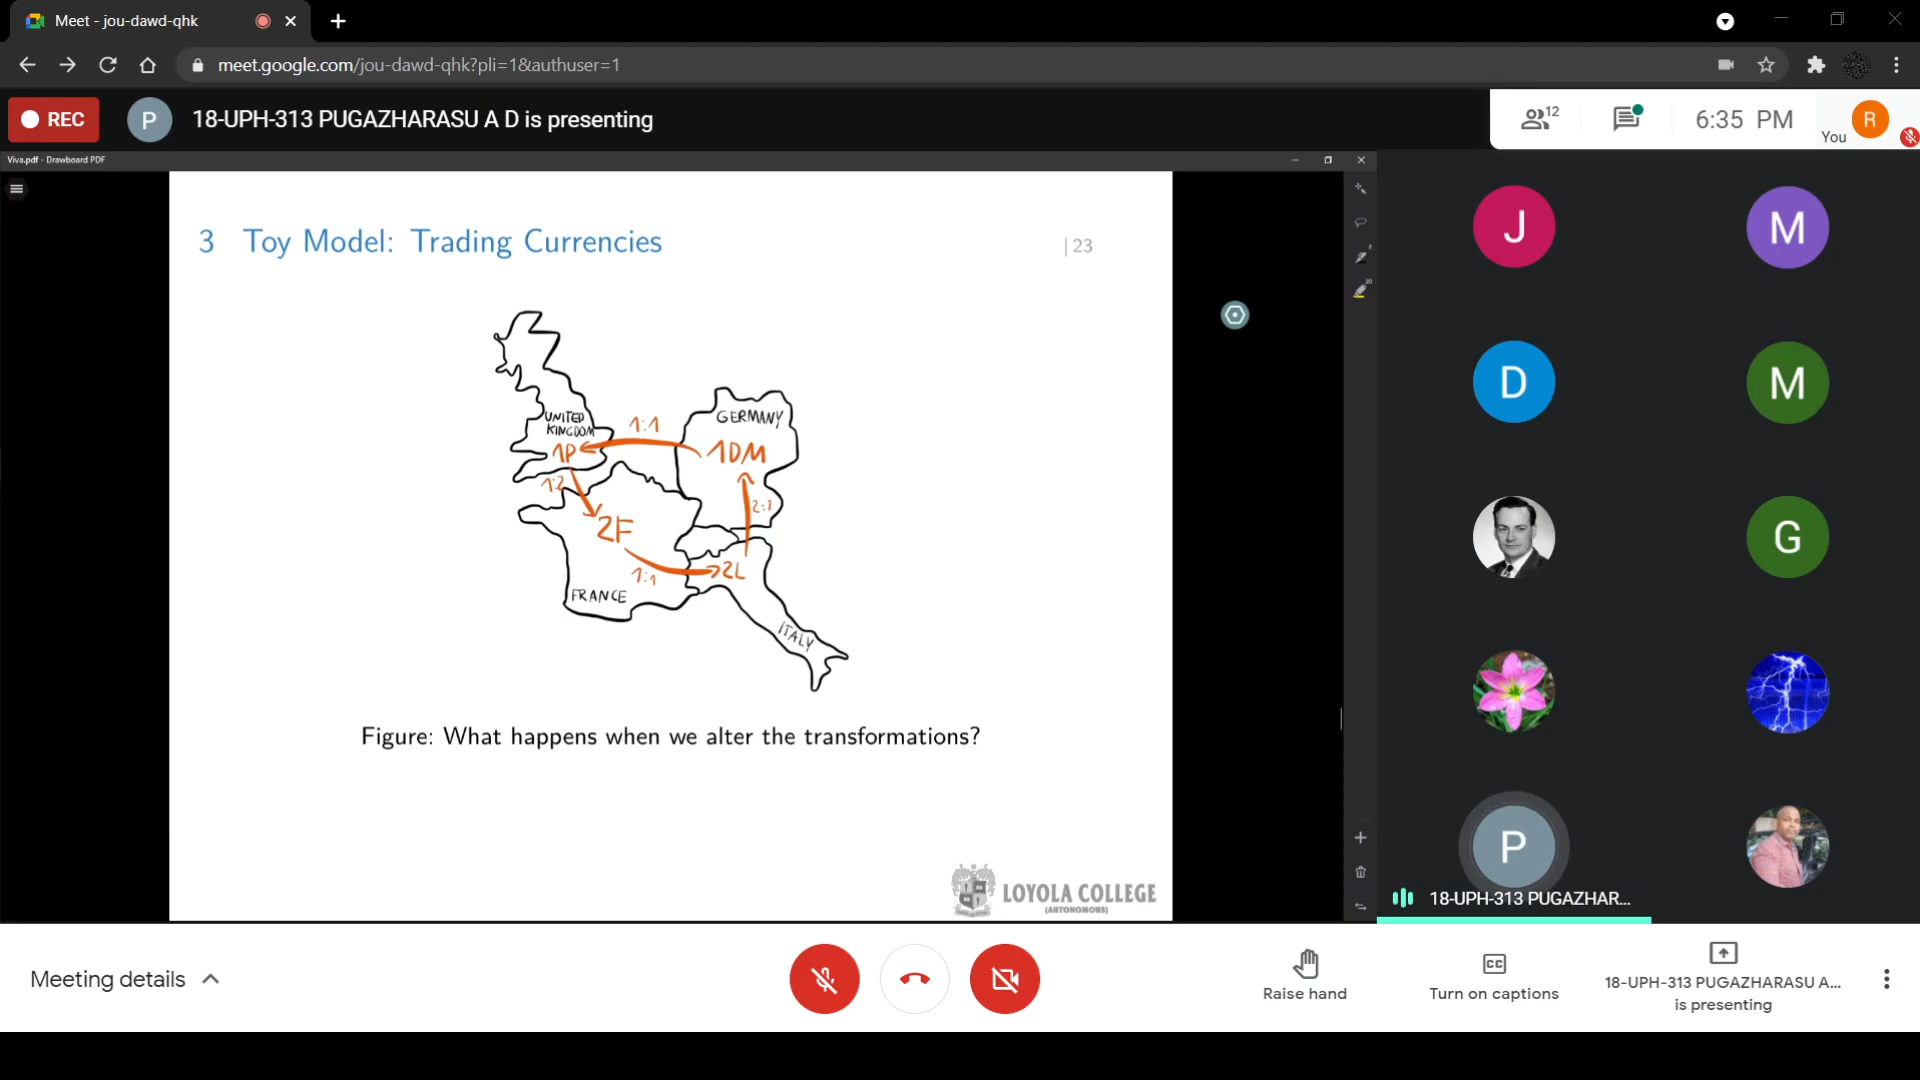 Meet - jou-dawd-qhk
meet.google.com/jou-dawd-qhk?pli=1&authuser=1
REC
P
18-UPH-313 PUGAZHARASU A D is presenting
12
6:35 PM
You
R
Viva.pdf - Drawboard PDF
3 Toy Model: Trading Currencies
|23
UNITED
KINGDOM
GERMANY
1:1
1P
1DM
1:2
2:1
2F
1:1
2L
FRANCE
ITALY
Figure: What happens when we alter the transformations?
LOYOLA COLLEGE
(AUTONOMOUS)
J
M
D
M
G
P
18-UPH-313 PUGAZHAR...
Meeting details
Raise hand
CC
Turn on captions
18-UPH-313 PUGAZHARASU A...
is presenting